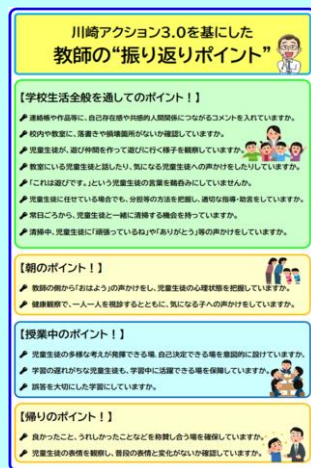 川崎アクション3.0を基にした
教師の“振り返りポイント”
【学校生活全般を通してのポイント！】
連絡帳や作品等に、自己存在感や共感的人間関係につながるコメントを入れていますか。
校内や教室に、落書きや損壊箇所がないか確認していますか。
児童生徒が、遊び仲間を作って遊びに行く様子を観察していますか。
教室にいる児童生徒と話したり、気になる児童生徒への声かけをしたりしていますか。
「これは遊びです。」という児童生徒の言葉を鵜呑みにしていませんか。
児童生徒に任せている場合でも、分担等の方法を把握し、適切な指導・助言をしていますか。
常日ごろから、児童生徒と一緒に清掃する機会を持っていますか。
清掃中、児童生徒に「頑張っているね」や「ありがとう」等の声かけをしていますか。
【朝のポイント！】
教師の側から「おはよう」の声かけをし、児童生徒の心理状態を把握していますか。
健康観察で、一人一人を視診するとともに、気になる子への声かけをしていますか。
【授業中のポイント！】
児童生徒の多様な考えが発揮できる場、自己決定できる場を意図的に設けていますか。
学習の遅れがちな児童生徒も、学習中に活躍できる場を保障していますか。
誤答を大切にした学習にしていますか。
【帰りのポイント！】
良かったこと、うれしかったことなどを称賛し合う場を確保していますか。
児童生徒の表情を観察し、普段の表情と変化がないか確認していますか。